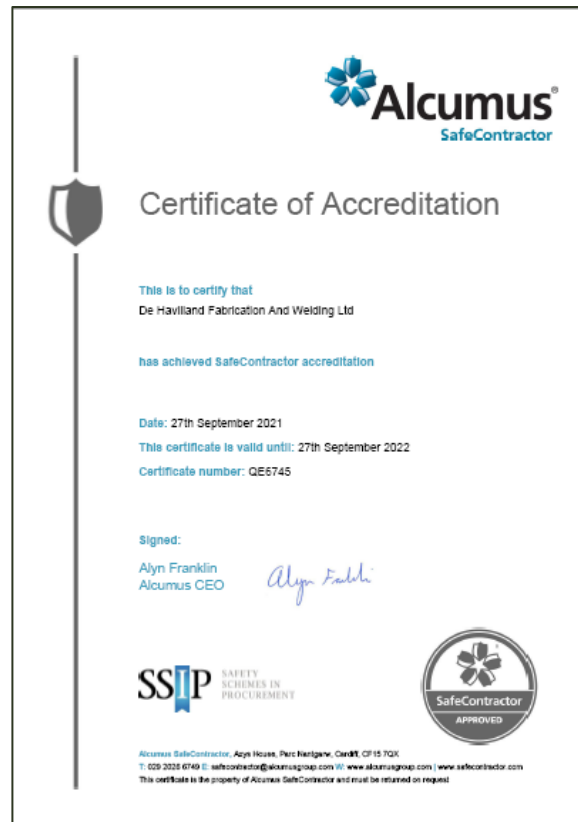 Alcumus®
SafeContractor
Certificate of Accreditation
This is to certify that
De Havilland Fabrication And Welding Ltd
has achieved SafeContractor accreditation
Date: 27th September 2021
This certificate is valid until: 27th September 2022
Certificate number: QE6745
Signed:
Alyn Franklin
Alcumus CEO
SSIP
SAFETY
SCHEMES IN
PROCUREMENT
SafeContractor
APPROVED
Alcumus SafeContractor, Azys House, Parc Nantgarw, Cardiff, CF15 7QX
T: 029 2026 6749 E: safecontractor@alcumusgroup.com W: www.alcumusgroup.com | www.safecontractor.com
This certificate is the property of Alcumus SafeContractor and must be returned on request